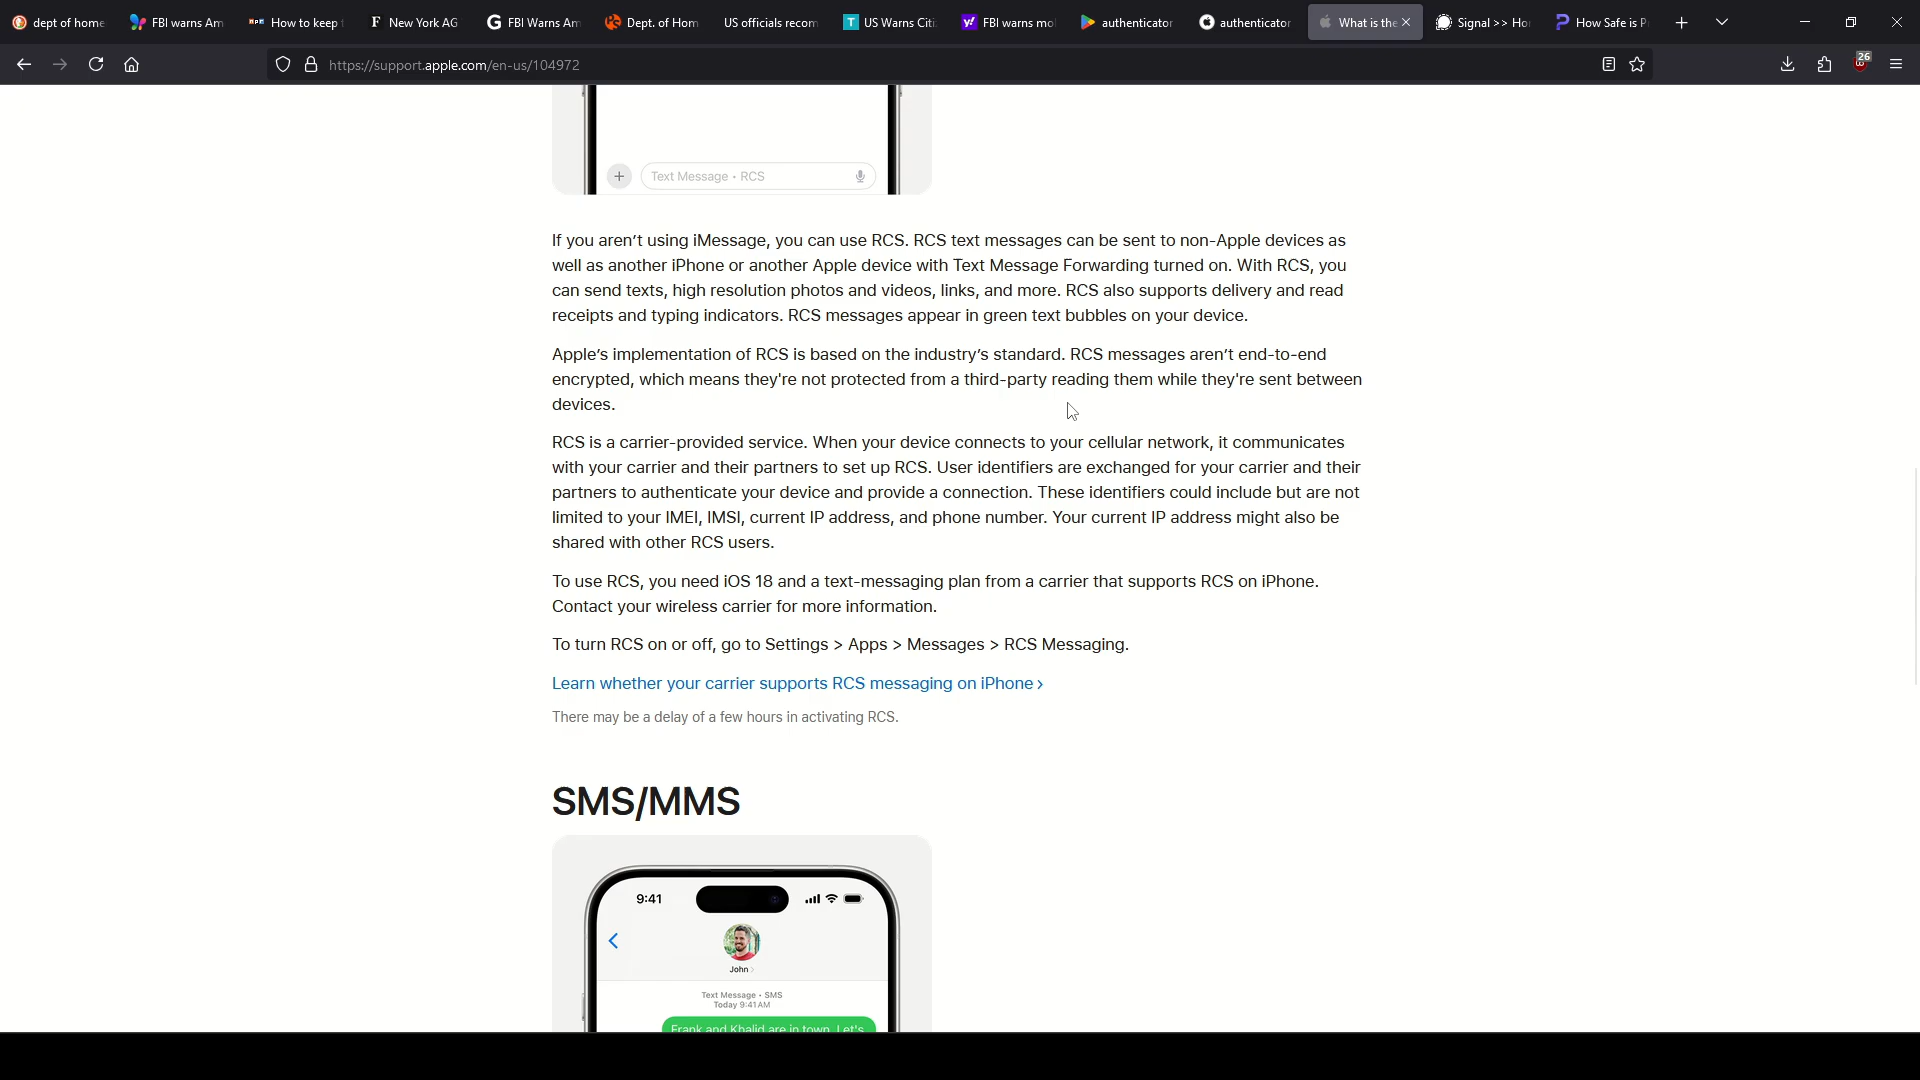 dept of home
FBI warns Am
npr How to keep
F New York AG
G FBI Warns Am
Dept. of Hom
US officials recom
T US Warns Citi
y! FBI warns mo
authenticator
authenticator
What is the
Signal >> Ho
How Safe is P
https://support.apple.com/en-us/104972
26
Text Message • RCS
If you aren’t using iMessage, you can use RCS. RCS text messages can be sent to non-Apple devices as
well as another iPhone or another Apple device with Text Message Forwarding turned on. With RCS, you
can send texts, high resolution photos and videos, links, and more. RCS also supports delivery and read
receipts and typing indicators. RCS messages appear in green text bubbles on your device.
Apple’s implementation of RCS is based on the industry’s standard. RCS messages aren’t end-to-end
encrypted, which means they're not protected from a third-party reading them while they're sent between
devices.
RCS is a carrier-provided service. When your device connects to your cellular network, it communicates
with your carrier and their partners to set up RCS. User identifiers are exchanged for your carrier and their
partners to authenticate your device and provide a connection. These identifiers could include but are not
limited to your IMEI, IMSI, current IP address, and phone number. Your current IP address might also be
shared with other RCS users.
To use RCS, you need iOS 18 and a text-messaging plan from a carrier that supports RCS on iPhone.
Contact your wireless carrier for more information.
To turn RCS on or off, go to Settings > Apps > Messages > RCS Messaging.
Learn whether your carrier supports RCS messaging on iPhone >
There may be a delay of a few hours in activating RCS.
SMS/MMS
9:41
John
Text Message • SMS
Today 9:41 AM
Frank and Khalid are in town. Let's